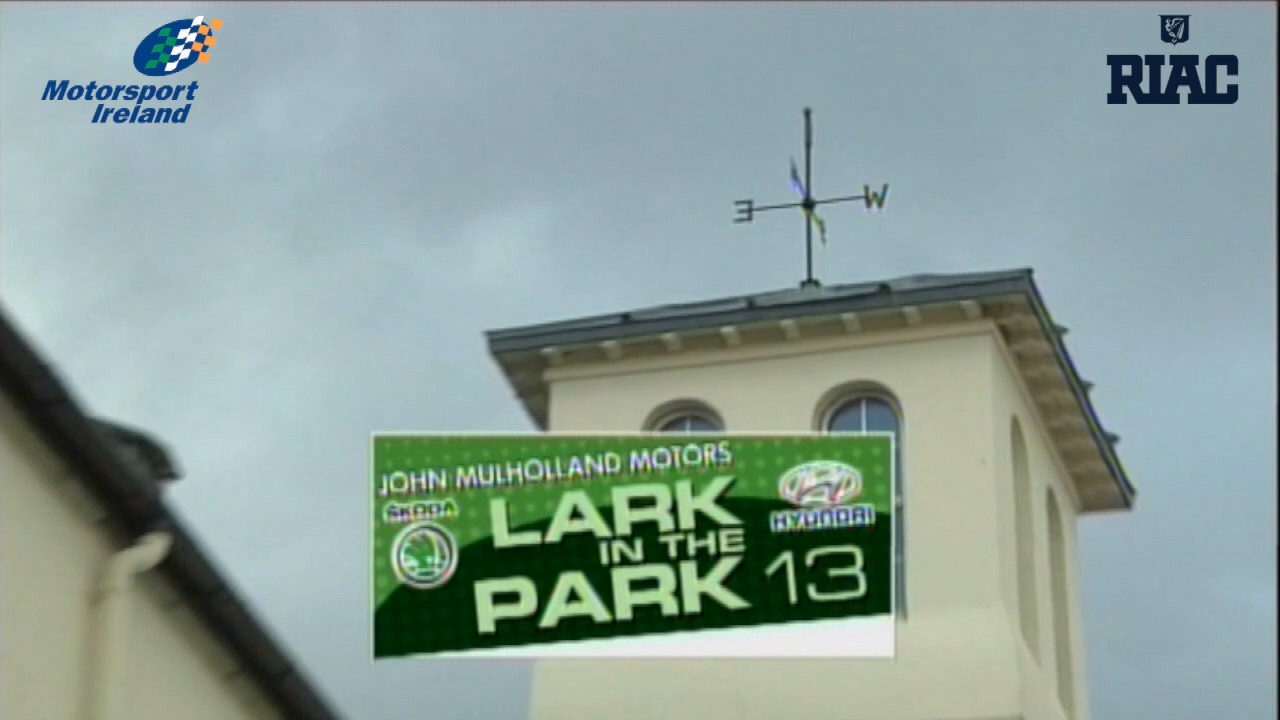 Motorsport
Ireland
RIAC
E W
JOHN MULHOLLAND MOTORS
ŠKODA
HYUNDAI
LARK
IN THE
PARK 13